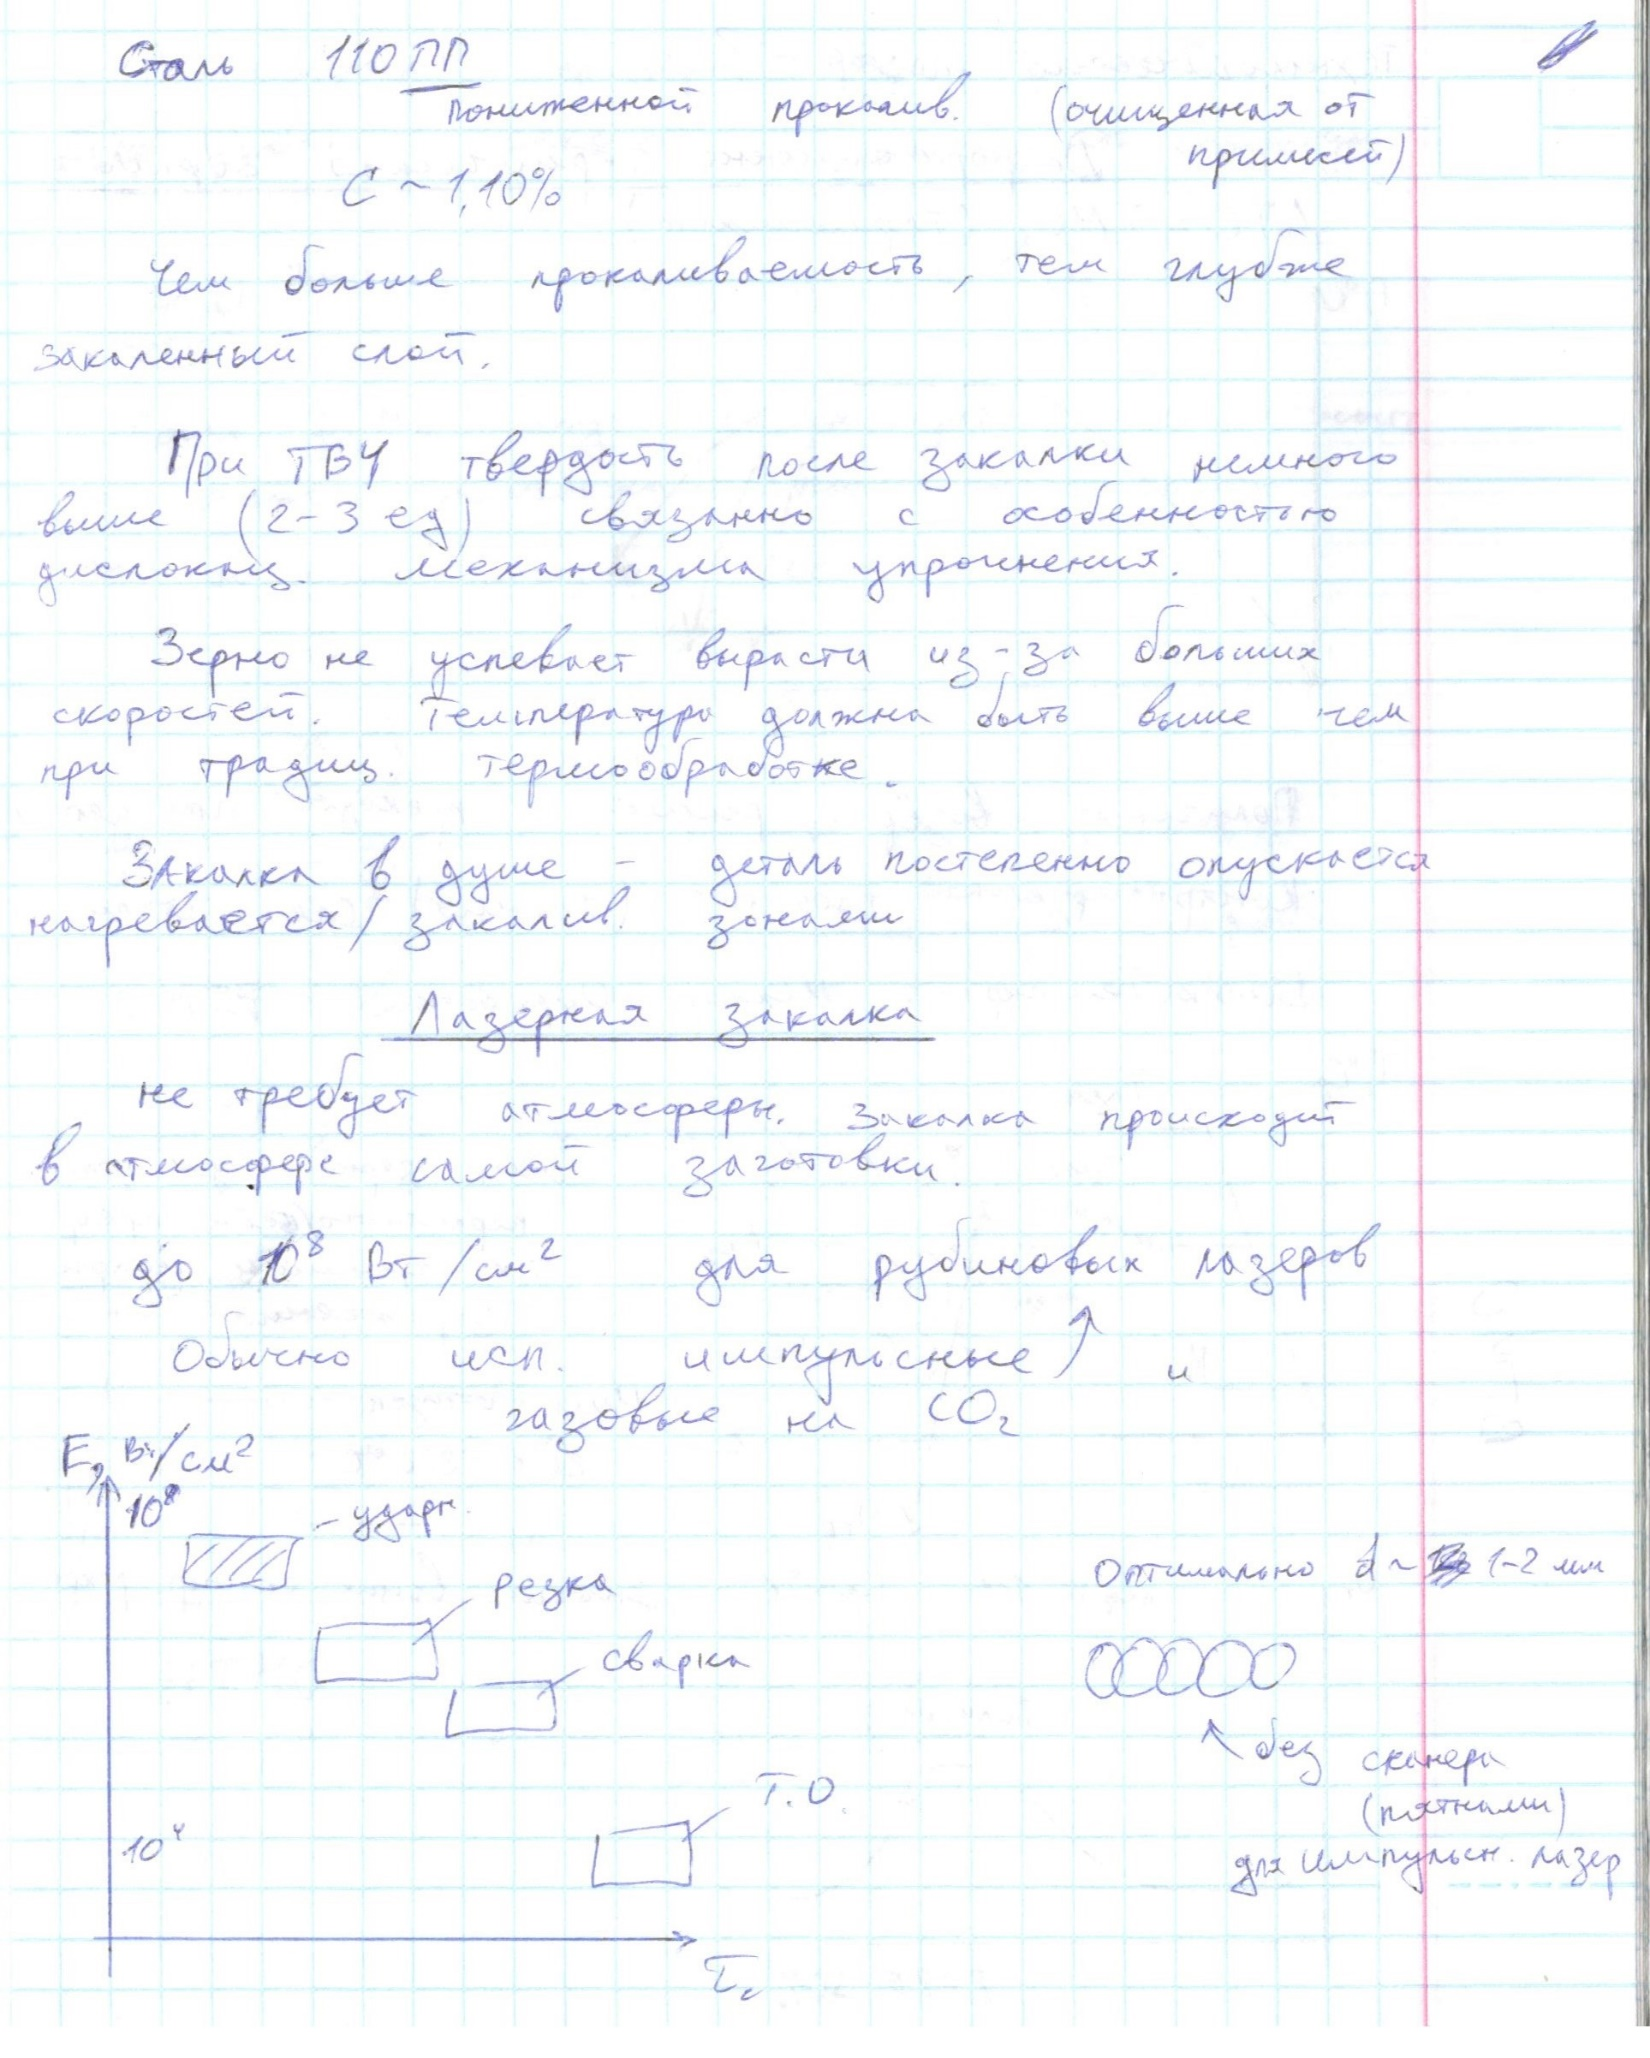 Сталь 110ПП
пониженной прокалив. (очищенная от
примесей)
С ~ 1,10%
Чем больше прокаливаемость, тем глубже
закаленный слой.
При ТВЧ твердость после закалки немного
выше (2-3 ед) связанно с особенностью
дислокац. механизма упрочнения.
Зерно не успевает вырасти из-за больших
скоростей. Температура должна быть выше чем
при традиц. термообработке.
Закалка в душе - деталь постепенно опускается
нагревается/закалив. зонами
Лазерная закалка
не требует атмосферы. Закалка происходит
в атмосфере самой заготовки.
до 10⁸ Вт/см² для рубиновых лазеров
Обычно исп. импульсные и
газовые на CO₂
E, Вт/см²
10⁸
- ударн.
резка
Оптимально d ~ 1-2 мм
сварка
без сканера
(пятнами)
для импульсн. лазер
Т.О.
10⁴
τ, с